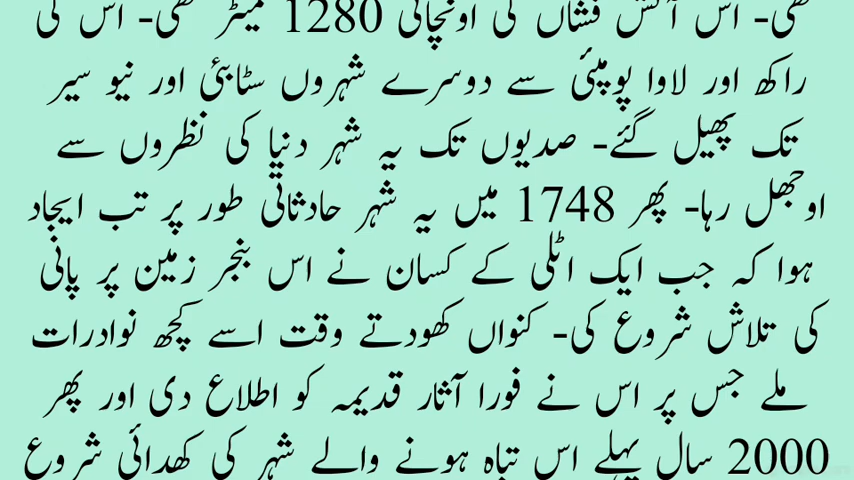 تھی- اس آتش فشاں کی اونچائی 1280 میٹر تھی- اس کی
راکھ اور لاوا پومپئ سے دوسرے شہروں سٹابئ اور نیو سیر
تک پھیل گئے- صدیوں تک یہ شہر دنیا کی نظروں سے
اوجھل رہا- پھر 1748 میں یہ شہر حادثاتی طور پر تب ایجاد
ہوا کہ جب ایک اٹلی کے کسان نے اس بنجر زمین پر پانی
کی تلاش شروع کی- کنواں کھودتے وقت اسے کچھ نوادرات
ملے جس پر اس نے فورا آثار قدیمہ کو اطلاع دی اور پھر
2000 سال پہلے اس تباہ ہونے والے شہر کی کھدائی شروع